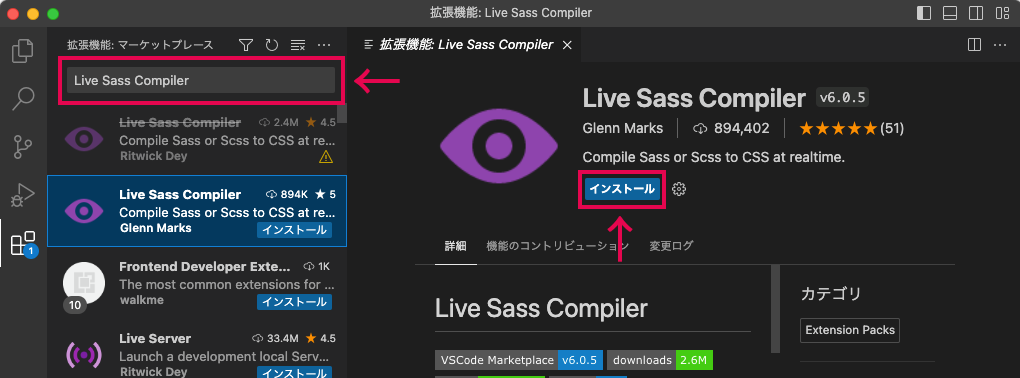 拡張機能: Live Sass Compiler
拡張機能: マーケットプレース
Live Sass Compiler
Live Sass Compiler 2.4M ★ 4.5
Compile Sass or Scss to CSS at re...
Ritwick Dey
Live Sass Compiler 894K ★ 5
Compile Sass or Scss to CSS at re...
Glenn Marks インストール
Frontend Developer Exte... 1K
The most common extensions for ...
walkme インストール
10
Live Server 33.4M ★ 4.5
Launch a development local Serv...
Ritwick Dey インストール
1
拡張機能: Live Sass Compiler
Live Sass Compiler v6.0.5
Glenn Marks 894,402 ★★★★★(51)
Compile Sass or Scss to CSS at realtime.
インストール
詳細 機能のコントリビューション 変更ログ
Live Sass Compiler
VSCode Marketplace v6.0.5 downloads 2.6M
カテゴリ
Extension Packs